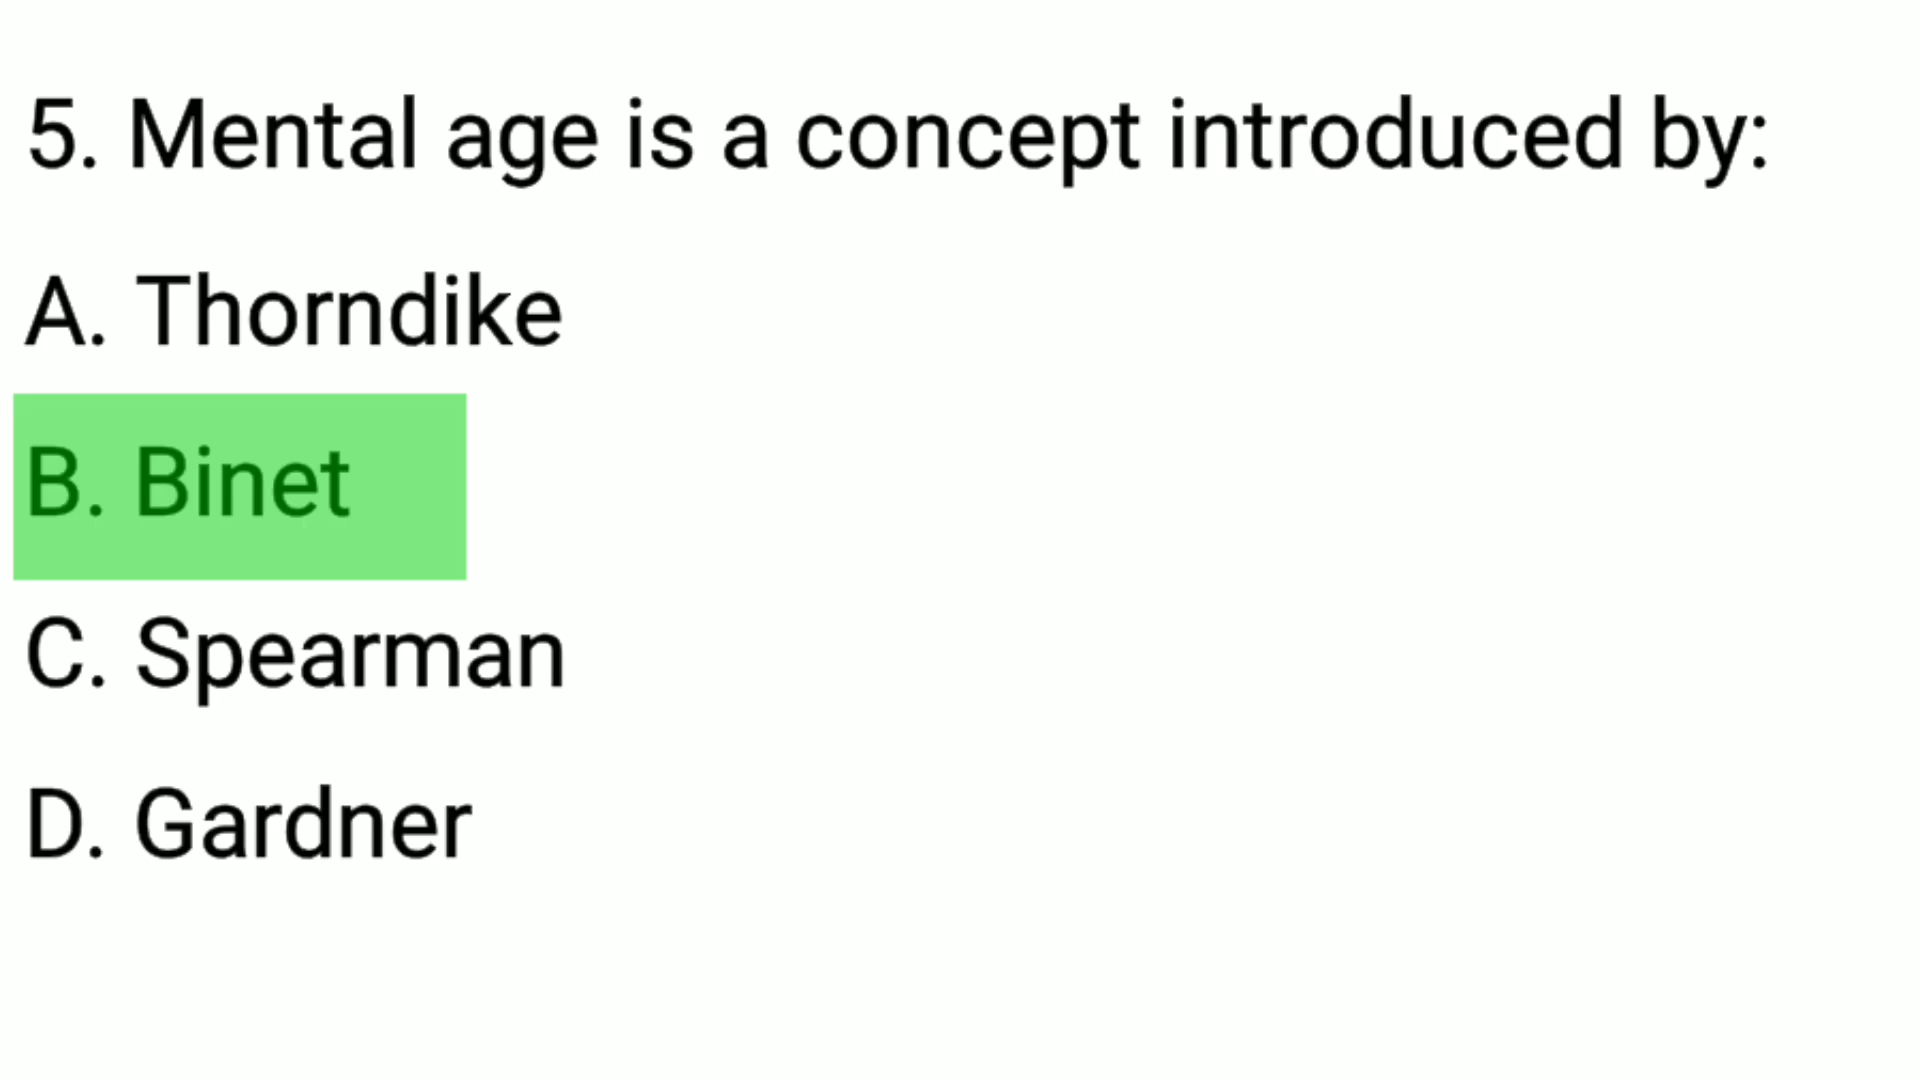 5. Mental age is a concept introduced by:
A. Thorndike
B. Binet
C. Spearman
D. Gardner